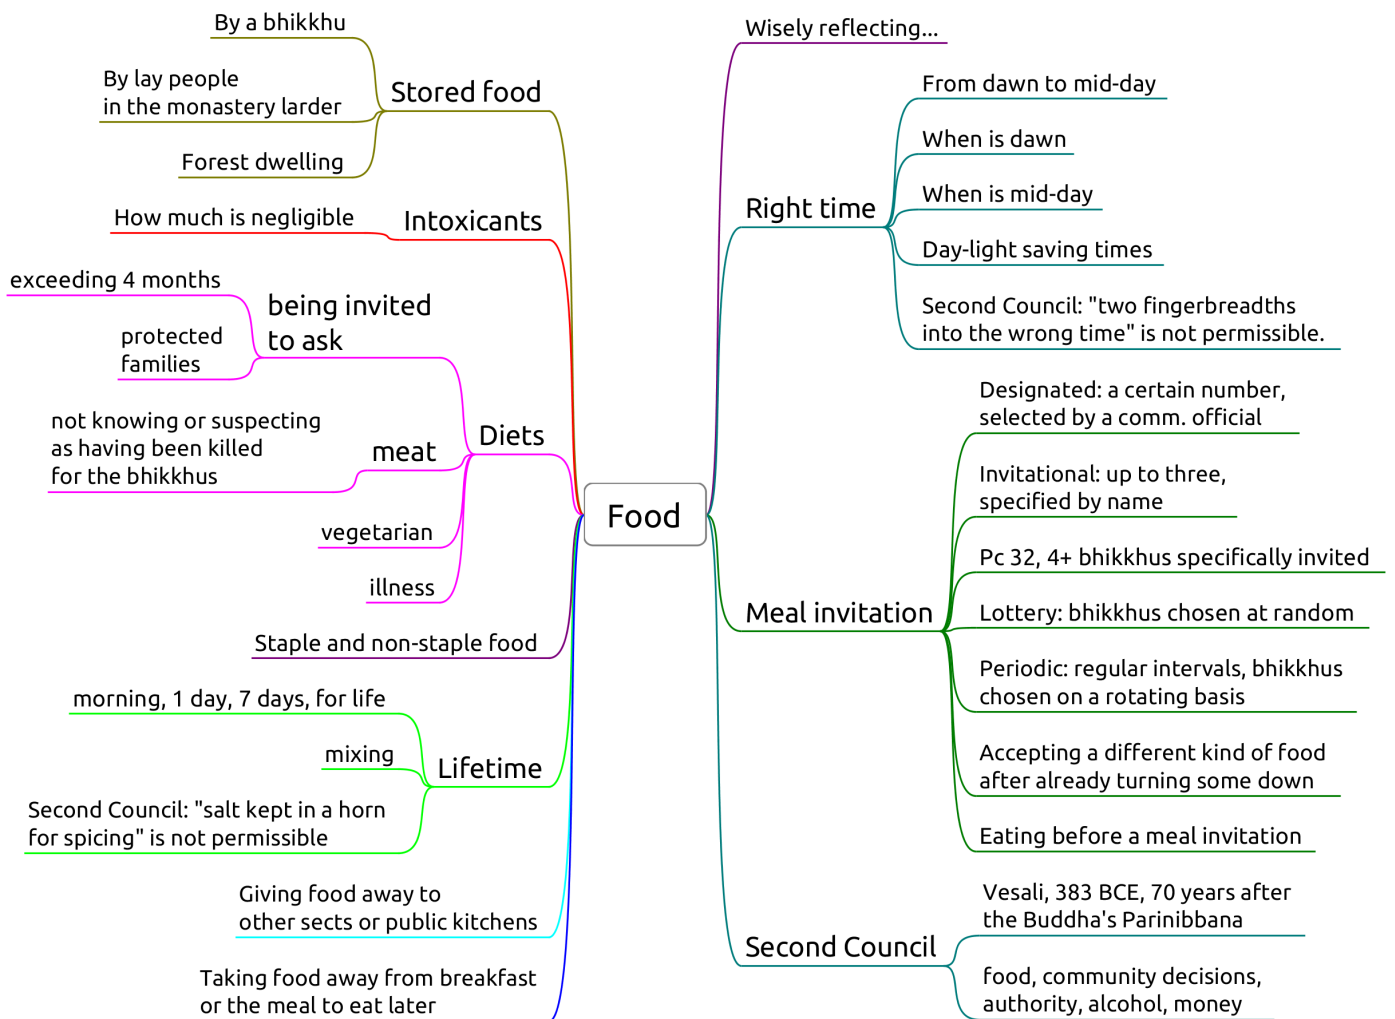 Food
Wisely reflecting...
Right time
From dawn to mid-day
When is dawn
When is mid-day
Day-light saving times
Second Council: "two fingerbreadths
into the wrong time" is not permissible.
Meal invitation
Designated: a certain number,
selected by a comm. official
Invitational: up to three,
specified by name
Pc 32, 4+ bhikkhus specifically invited
Lottery: bhikkhus chosen at random
Periodic: regular intervals, bhikkhus
chosen on a rotating basis
Accepting a different kind of food
after already turning some down
Eating before a meal invitation
Second Council
Vesali, 383 BCE, 70 years after
the Buddha's Parinibbana
food, community decisions,
authority, alcohol, money
Stored food
By a bhikkhu
By lay people
in the monastery larder
Forest dwelling
Intoxicants
How much is negligible
Diets
being invited
to ask
exceeding 4 months
protected
families
meat
not knowing or suspecting
as having been killed
for the bhikkhus
vegetarian
illness
Staple and non-staple food
Lifetime
morning, 1 day, 7 days, for life
mixing
Second Council: "salt kept in a horn
for spicing" is not permissible
Giving food away to
other sects or public kitchens
Taking food away from breakfast
or the meal to eat later